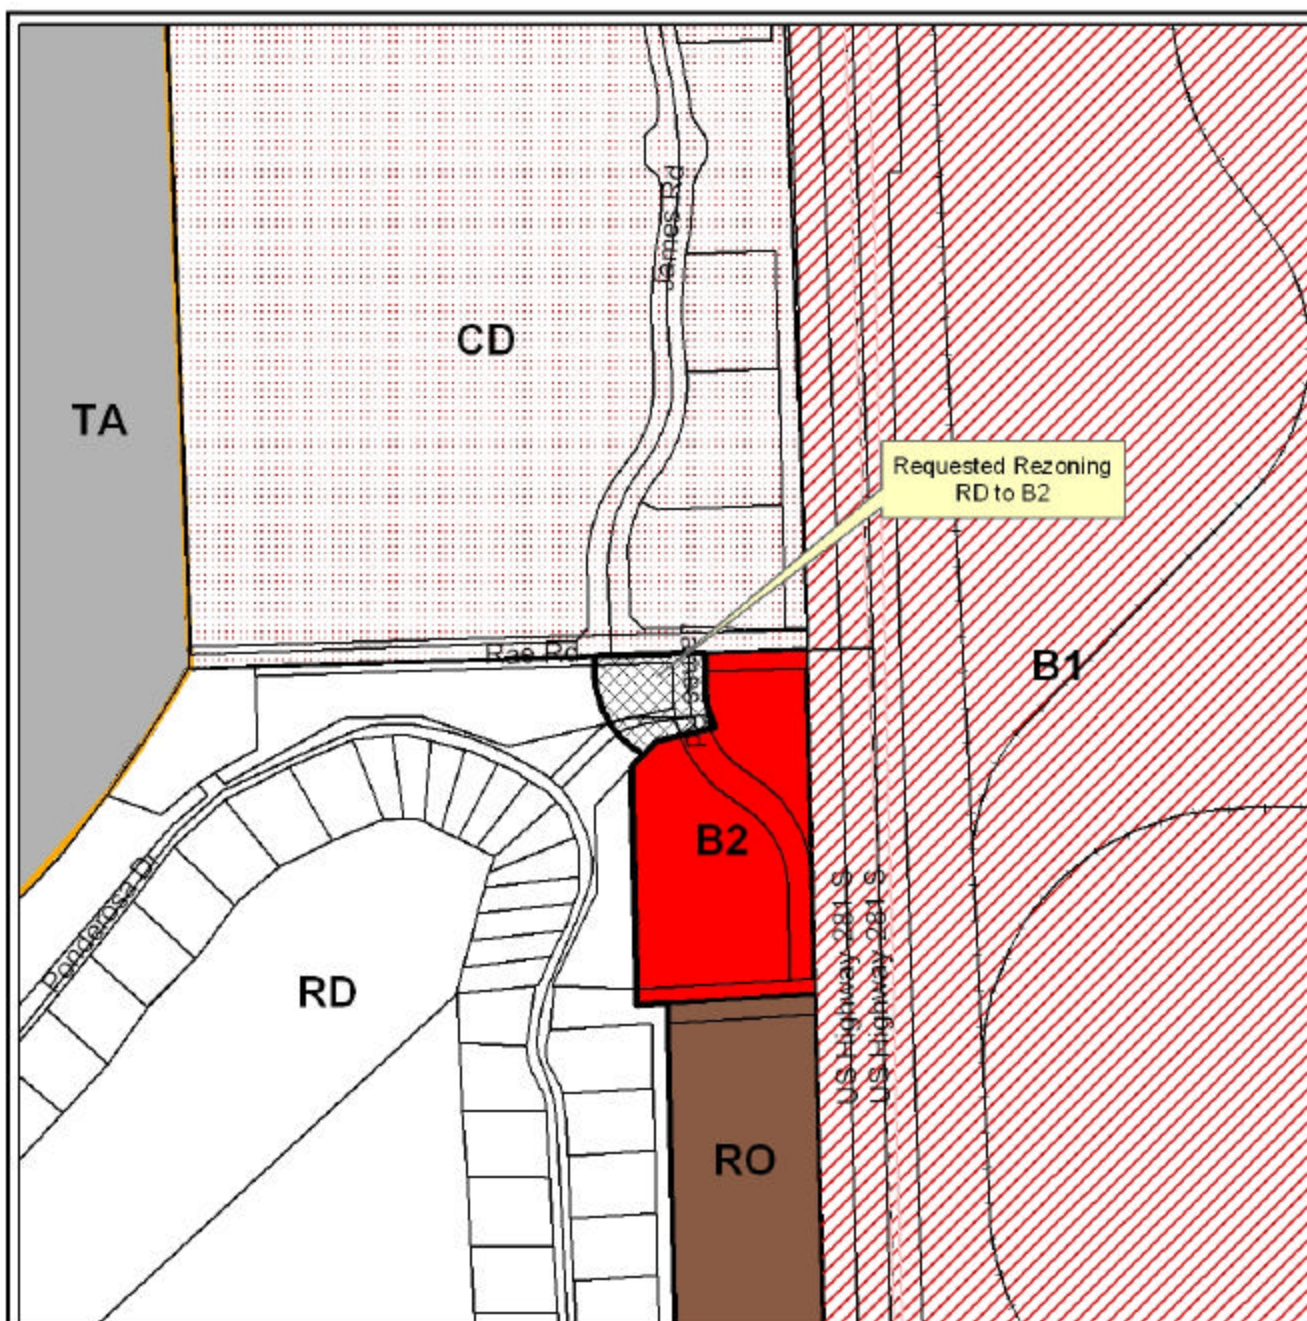 James Rd
CD
TA
Requested Rezoning
RD to B2
Rae Rd
B1
B2
Ponderosa Dr
US Highway 281 S
US Highway 281 S
RD
RO